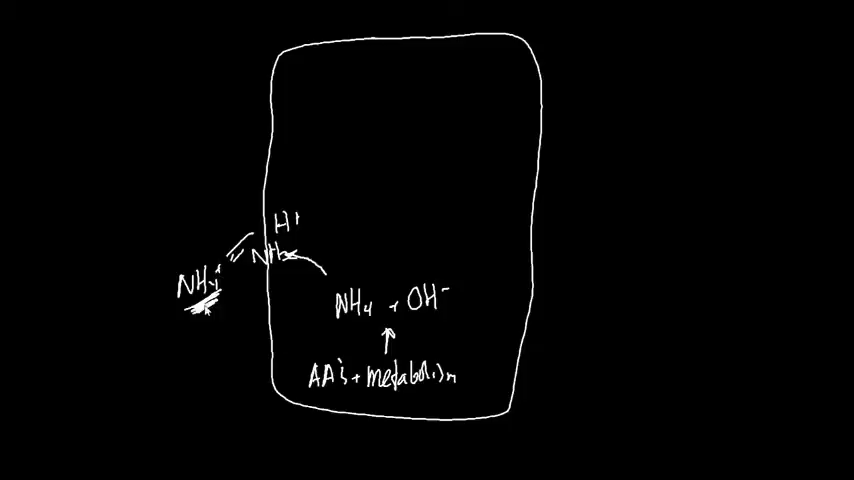 H⁺
NH₃
NH₄⁺
NH₄ + OH⁻
AA's + metabolism